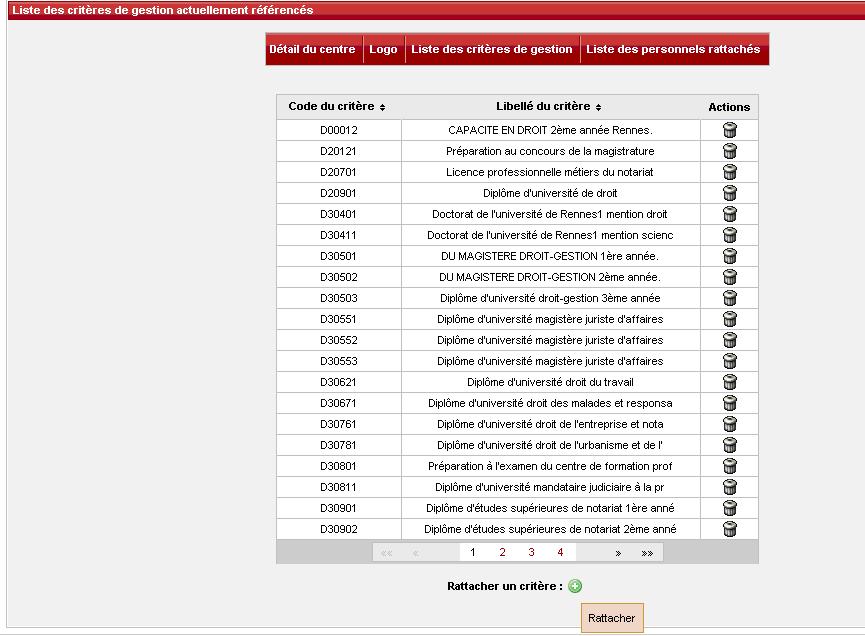 Liste des critères de gestion actuellement référencés
Détail du centre Logo Liste des critères de gestion Liste des personnels rattachés
Code du critère Libellé du critère Actions
D00012 CAPACITE EN DROIT 2ème année Rennes.
D20121 Préparation au concours de la magistrature
D20701 Licence professionnelle métiers du notariat
D20901 Diplôme d'université de droit
D30401 Doctorat de l'université de Rennes1 mention droit
D30411 Doctorat de l'université de Rennes1 mention scienc
D30501 DU MAGISTERE DROIT-GESTION 1ère année.
D30502 DU MAGISTERE DROIT-GESTION 2ème année.
D30503 Diplôme d'université droit-gestion 3ème année
D30551 Diplôme d'université magistère juriste d'affaires
D30552 Diplôme d'université magistère juriste d'affaires
D30553 Diplôme d'université magistère juriste d'affaires
D30621 Diplôme d'université droit du travail
D30671 Diplôme d'université droit des malades et responsa
D30761 Diplôme d'université droit de l'entreprise et nota
D30781 Diplôme d'université droit de l'urbanisme et de l'
D30801 Préparation à l'examen du centre de formation prof
D30811 Diplôme d'université mandataire judiciaire à la pr
D30901 Diplôme d'études supérieures de notariat 1ère anné
D30902 Diplôme d'études supérieures de notariat 2ème anné
«« « 1 2 3 4 » »»
Rattacher un critère :
Rattacher